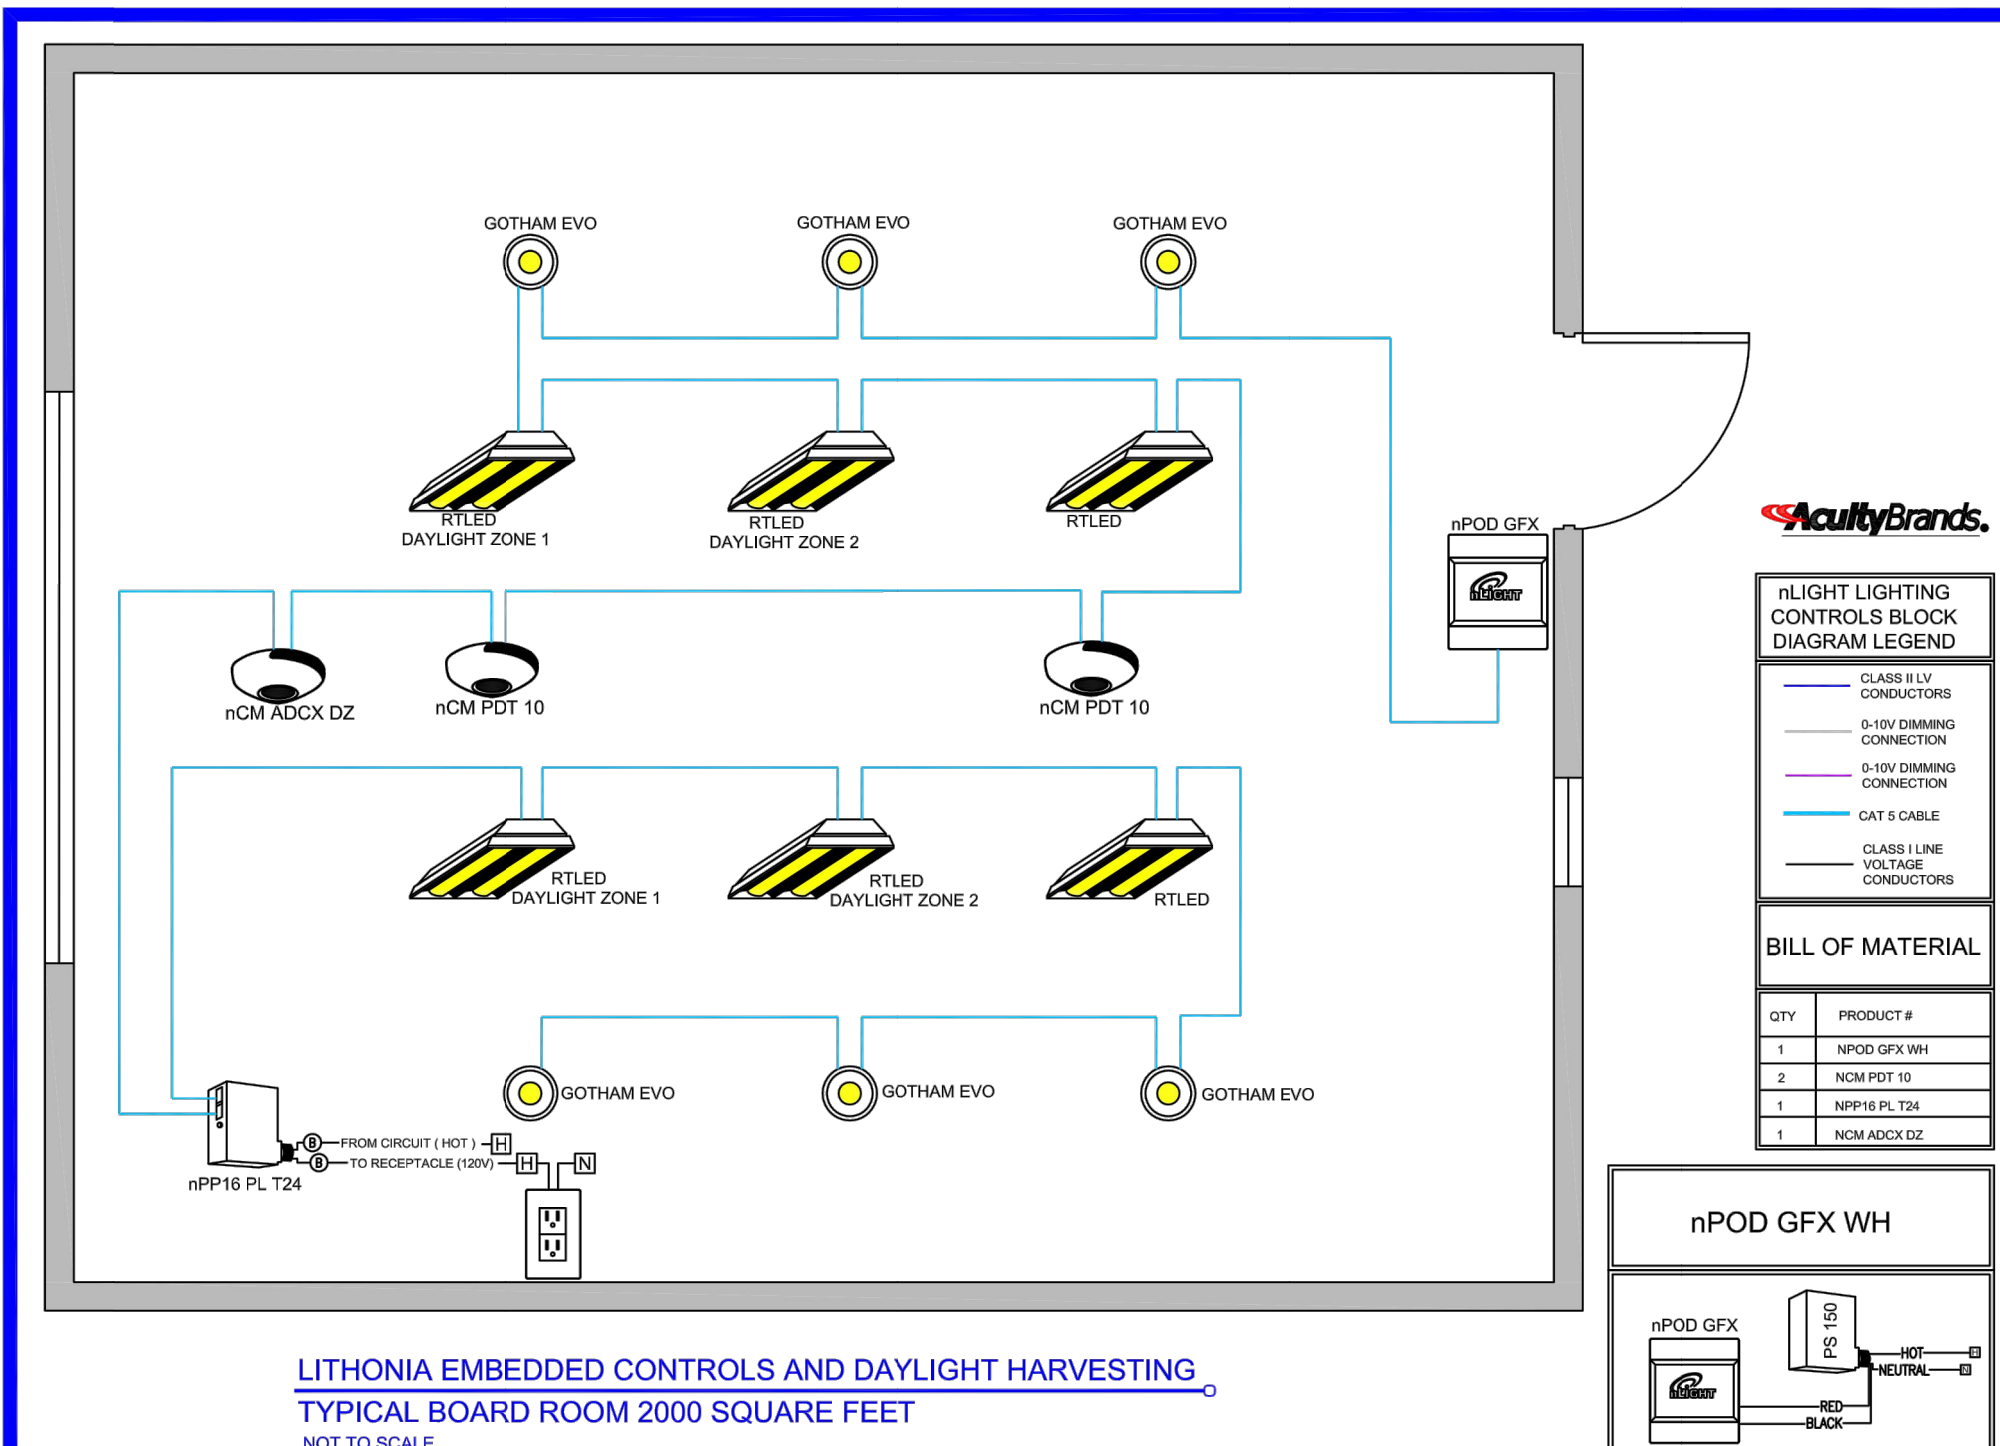 GOTHAM EVO
GOTHAM EVO
GOTHAM EVO
RTLED
DAYLIGHT ZONE 1
RTLED
DAYLIGHT ZONE 2
RTLED
nPOD GFX
nLIGHT
nCM ADCX DZ
nCM PDT 10
nCM PDT 10
RTLED
DAYLIGHT ZONE 1
RTLED
DAYLIGHT ZONE 2
RTLED
GOTHAM EVO
GOTHAM EVO
GOTHAM EVO
B
FROM CIRCUIT ( HOT )
H
B
TO RECEPTACLE (120V)
H
N
nPP16 PL T24
LITHONIA EMBEDDED CONTROLS AND DAYLIGHT HARVESTING
TYPICAL BOARD ROOM 2000 SQUARE FEET
NOT TO SCALE
AcuityBrands.
nLIGHT LIGHTING
CONTROLS BLOCK
DIAGRAM LEGEND
CLASS II LV
CONDUCTORS
0-10V DIMMING
CONNECTION
0-10V DIMMING
CONNECTION
CAT 5 CABLE
CLASS I LINE
VOLTAGE
CONDUCTORS
BILL OF MATERIAL
QTY PRODUCT #
1 NPOD GFX WH
2 NCM PDT 10
1 NPP16 PL T24
1 NCM ADCX DZ
nPOD GFX WH
nPOD GFX
nLIGHT
PS 150
HOT
H
NEUTRAL
N
RED
BLACK